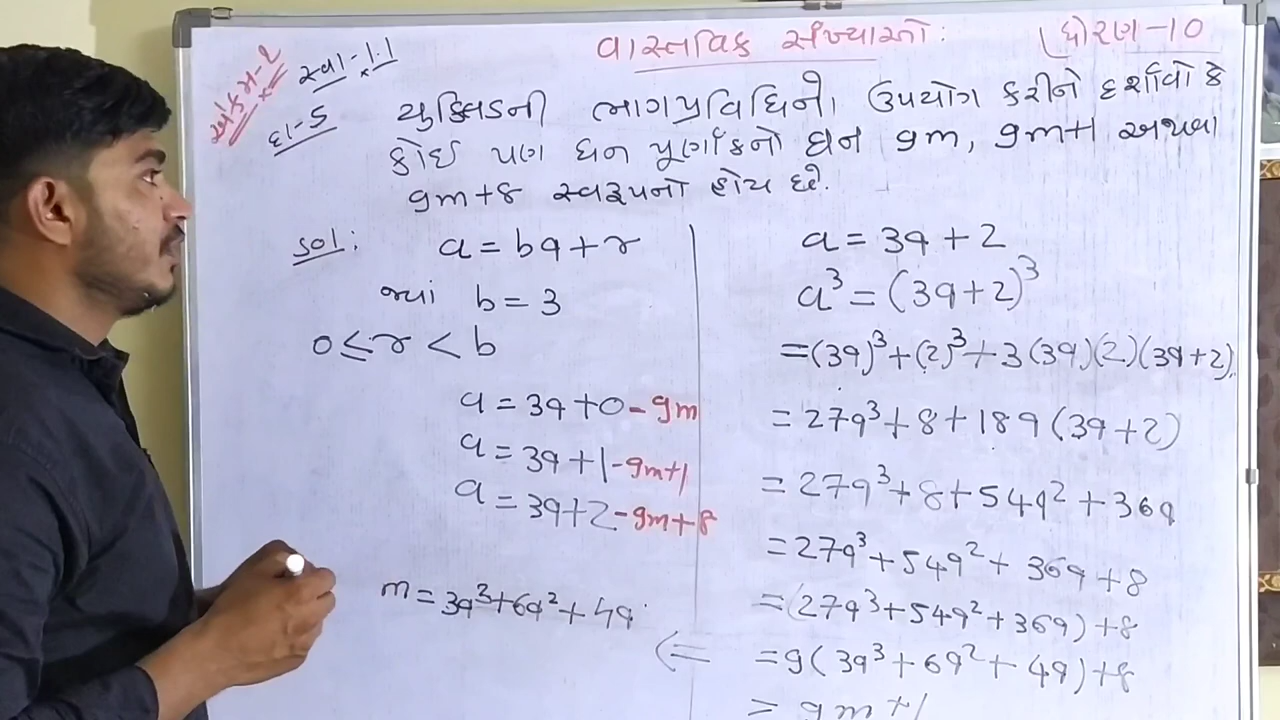 વાસ્તવિક સંખ્યાઓ:
ધોરણ-10
સ્વા-1.1
દા-5
યુક્લિડની ભાગપ્રવિધિનો ઉપયોગ કરીને દર્શાવો કે
કોઇ પણ ઘન પૂર્ણાંકનો ઘન 9m, 9m+1 અથવા
9m+8 સ્વરૂપનો હોય છે.
sol:
a = bq + r
જ્યાં b = 3
0 ≤ r < b
a = 3q + 0 - 9m
a = 3q + 1 - 9m+1
a = 3q + 2 - 9m + 8
m = 3q³ + 6q² + 4q
a = 3q + 2
a³ = (3q + 2)³
= (3q)³ + (2)³ + 3(3q)(2)(3q + 2)
= 27q³ + 8 + 18q (3q + 2)
= 27q³ + 8 + 54q² + 36q
= 27q³ + 54q² + 36q + 8
= (27q³ + 54q² + 36q) + 8
⇐ = 9(3q³ + 6q² + 4q) + 8
= 9m +